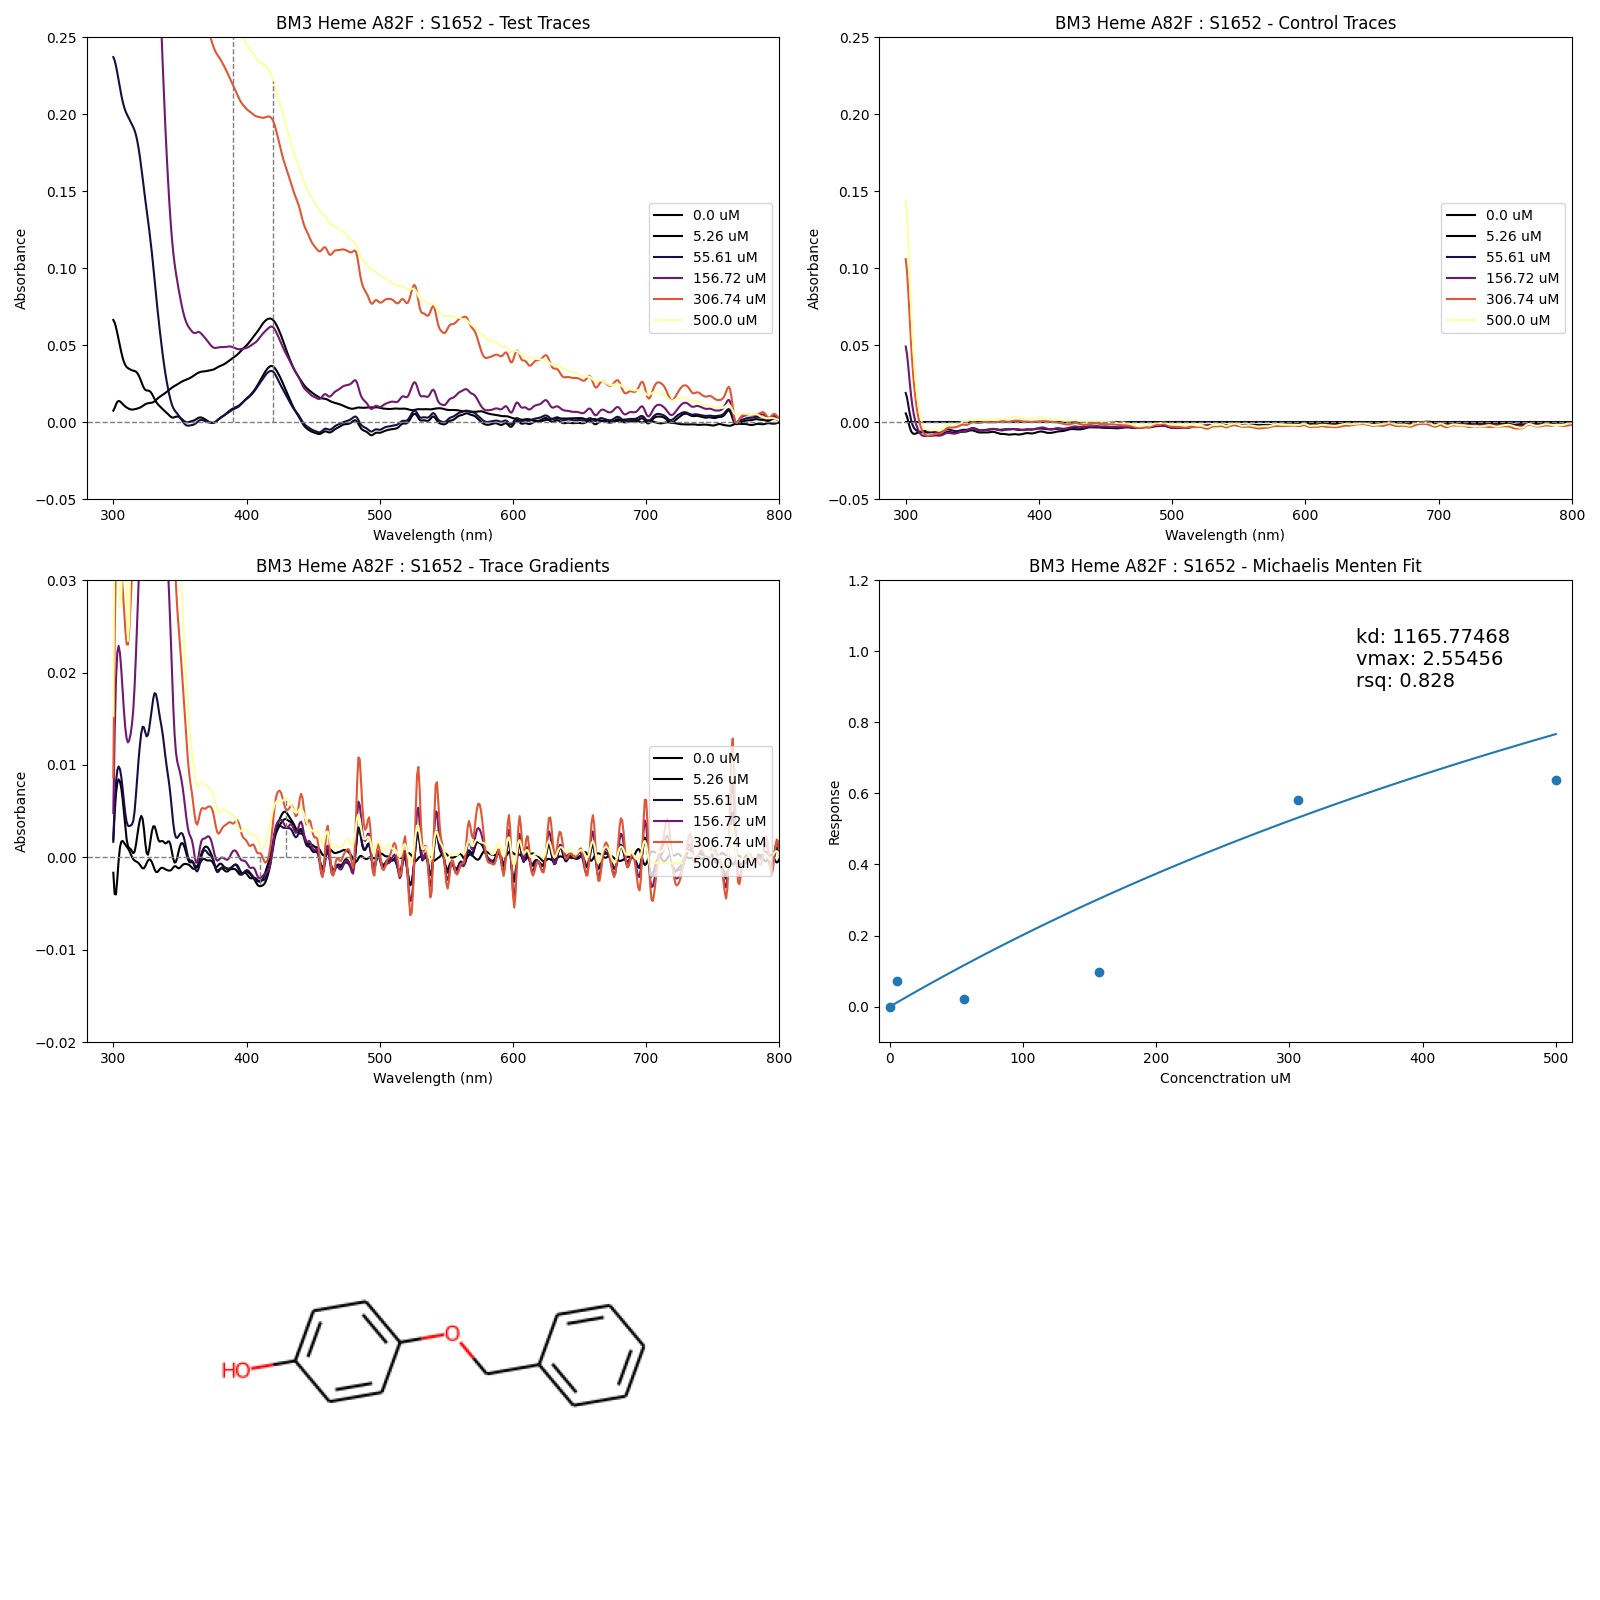 BM3 Heme A82F : S1652 - Test Traces
0.25
0.20
0.15
0.10
0.05
0.00
−0.05
Absorbance
300 400 500 600 700 800
Wavelength (nm)
0.0 uM
5.26 uM
55.61 uM
156.72 uM
306.74 uM
500.0 uM
BM3 Heme A82F : S1652 - Control Traces
0.25
0.20
0.15
0.10
0.05
0.00
−0.05
Absorbance
300 400 500 600 700 800
Wavelength (nm)
0.0 uM
5.26 uM
55.61 uM
156.72 uM
306.74 uM
500.0 uM
BM3 Heme A82F : S1652 - Trace Gradients
0.03
0.02
0.01
0.00
−0.01
−0.02
Absorbance
300 400 500 600 700 800
Wavelength (nm)
0.0 uM
5.26 uM
55.61 uM
156.72 uM
306.74 uM
500.0 uM
BM3 Heme A82F : S1652 - Michaelis Menten Fit
1.2
1.0
0.8
0.6
0.4
0.2
0.0
Response
0 100 200 300 400 500
Concenctration uM
kd: 1165.77468
vmax: 2.55456
rsq: 0.828
O
HO